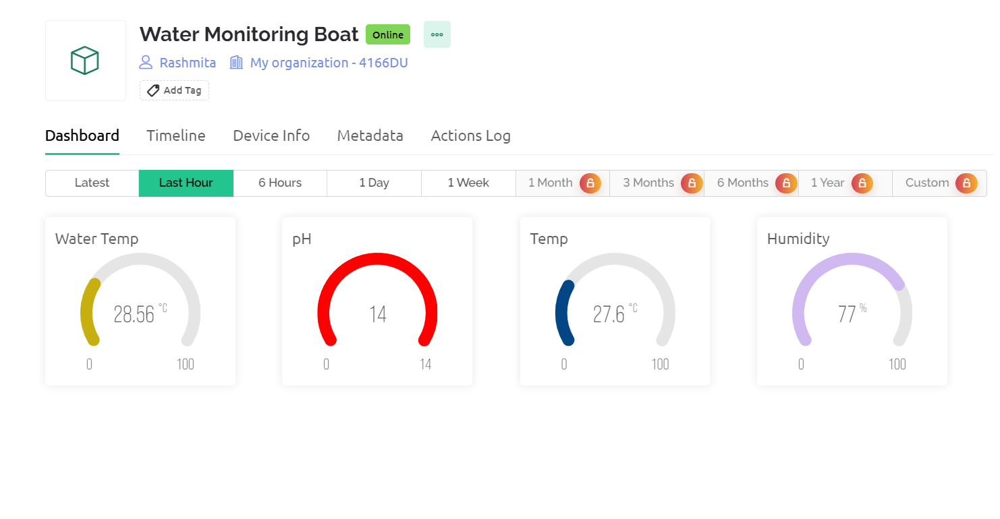 Water Monitoring Boat Online
Rashmita My organization - 4166DU
Add Tag
Dashboard Timeline Device Info Metadata Actions Log
Latest Last Hour 6 Hours 1 Day 1 Week 1 Month 3 Months 6 Months 1 Year Custom
Water Temp
28.56 °C
0 100
pH
14
0 14
Temp
27.6 °C
0 100
Humidity
77 %
0 100